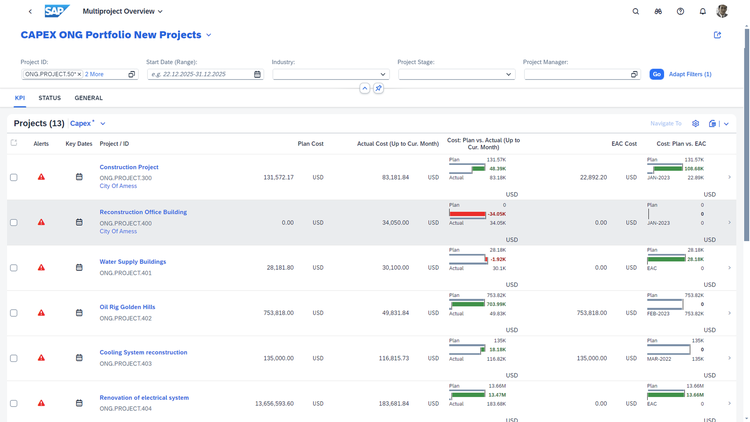 SAP Multiproject Overview
CAPEX ONG Portfolio New Projects
Project ID: Start Date (Range): Industry: Project Stage: Project Manager:
ONG.PROJECT.50* × 2 More e.g. 22.12.2025-31.12.2025 Go Adapt Filters (1)
KPI STATUS GENERAL
Projects (13) Capex* Navigate To
Alerts Key Dates Project / ID Plan Cost Actual Cost (Up to Cur. Month) Cost: Plan vs. Actual (Up to Cur. Month) EAC Cost Cost: Plan vs. EAC
Plan 131.57K Plan 131.57K
Construction Project 48.39K 108.68K
ONG.PROJECT.300 131,572.17 USD 83,181.84 USD Actual 83.18K 22,892.20 USD JAN-2023 22.89K
City Of Amess
USD USD
Plan 0 Plan 0
Reconstruction Office Building -34.05K 0
ONG.PROJECT.400 0.00 USD 34,050.00 USD Actual 34.05K 0.00 USD JAN-2023 0
City Of Amess
USD USD
Plan 28.18K Plan 28.18K
Water Supply Buildings -1.92K 28.18K
28,181.80 USD 30,100.00 USD Actual 30.1K 0.00 USD EAC 0
ONG.PROJECT.401
USD USD
Plan 753.82K Plan 753.82K
Oil Rig Golden Hills 703.99K 0
753,818.00 USD 49,831.84 USD Actual 49.83K 753,818.00 USD FEB-2023 753.82K
ONG.PROJECT.402
USD USD
Plan 135K Plan 135K
Cooling System reconstruction 18.18K 0
135,000.00 USD 116,815.73 USD Actual 116.82K 135,000.00 USD MAR-2022 135K
ONG.PROJECT.403
USD USD
Plan 13.66M Plan 13.66M
Renovation of electrical system 13.47M 13.66M
13,656,593.60 USD 183,681.84 USD Actual 183.68K 0.00 USD EAC 0
ONG.PROJECT.404
USD USD